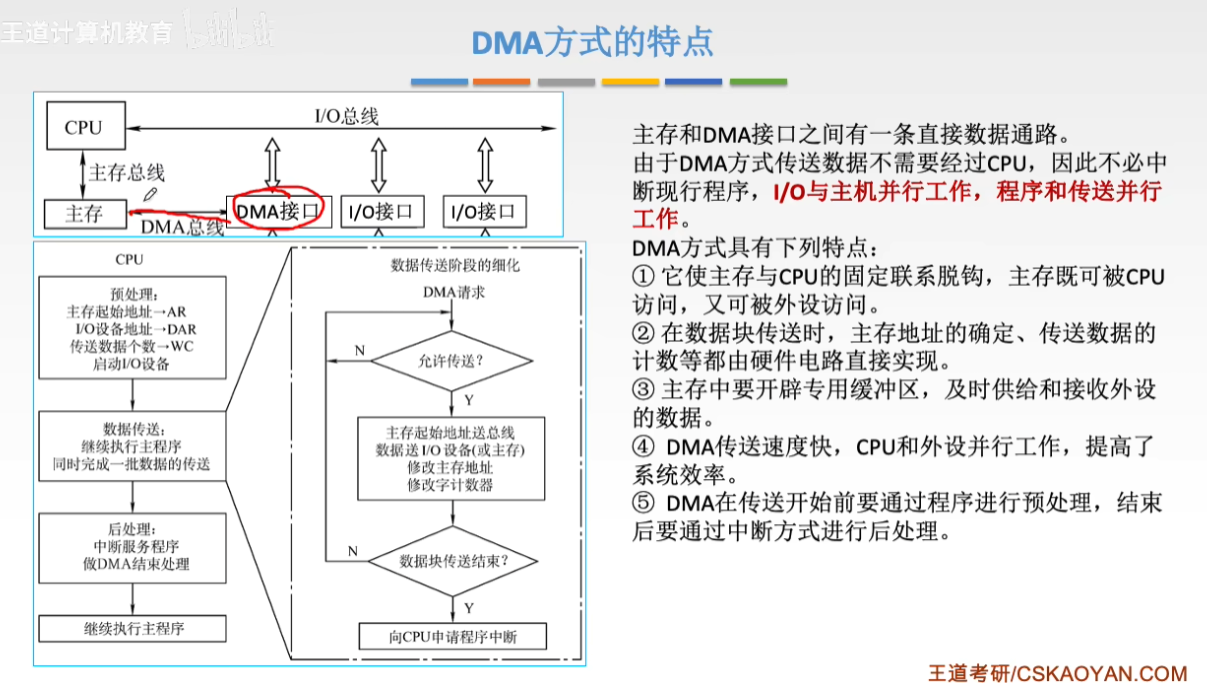 王道计算机教育
DMA方式的特点
CPU
I/O总线
主存总线
主存
DMA接口
I/O接口
I/O接口
DMA总线
CPU
预处理：
主存起始地址→AR
I/O设备地址→DAR
传送数据个数→WC
启动I/O设备
数据传送：
继续执行主程序
同时完成一批数据的传送
后处理：
中断服务程序
做DMA结束处理
继续执行主程序
数据传送阶段的细化
DMA请求
N
允许传送?
Y
主存起始地址送总线
数据送I/O设备(或主存)
修改主存地址
修改字计数器
N
数据块传送结束?
Y
向CPU申请程序中断
主存和DMA接口之间有一条直接数据通路。
由于DMA方式传送数据不需要经过CPU，因此不必中
断现行程序，I/O与主机并行工作，程序和传送并行
工作。
DMA方式具有下列特点：
① 它使主存与CPU的固定联系脱钩，主存既可被CPU
访问，又可被外设访问。
② 在数据块传送时，主存地址的确定、传送数据的
计数等都由硬件电路直接实现。
③ 主存中要开辟专用缓冲区，及时供给和接收外设
的数据。
④ DMA传送速度快，CPU和外设并行工作，提高了
系统效率。
⑤ DMA在传送开始前要通过程序进行预处理，结束
后要通过中断方式进行后处理。
王道考研/CSKAOYAN.COM